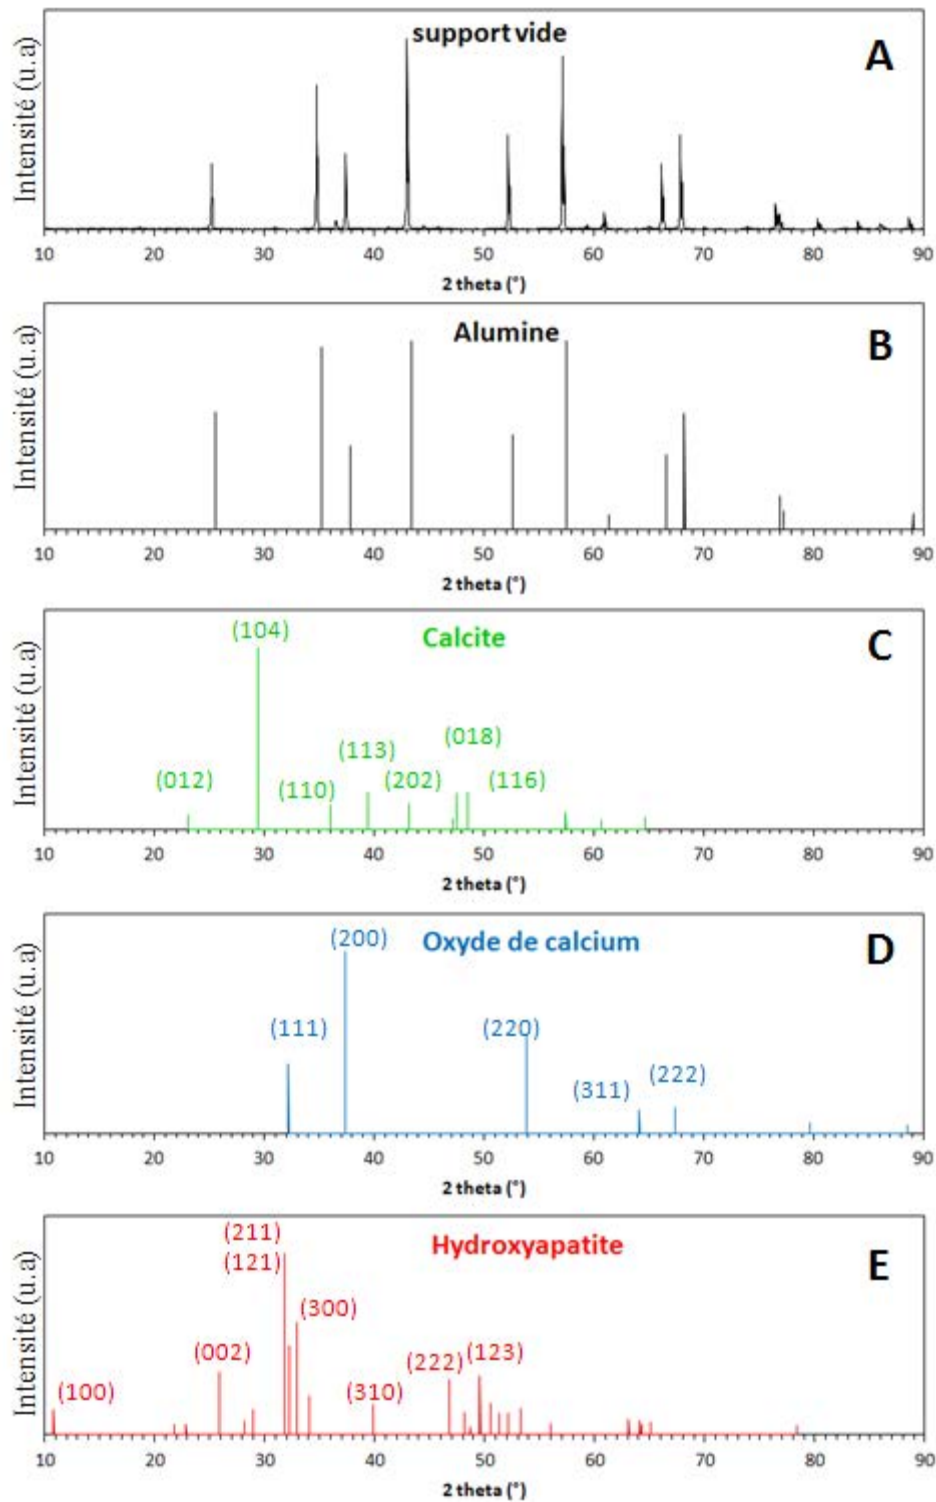 support vide
A
Intensité (u.a)
10 20 30 40 50 60 70 80 90
2 theta (°)
Alumine
B
Intensité (u.a)
10 20 30 40 50 60 70 80 90
2 theta (°)
(104)
Calcite
C
(018)
(113)
(012)
(110)
(202)
(116)
Intensité (u.a)
10 20 30 40 50 60 70 80 90
2 theta (°)
(200)
Oxyde de calcium
D
(111)
(220)
(311)
(222)
Intensité (u.a)
10 20 30 40 50 60 70 80 90
2 theta (°)
(211)
Hydroxyapatite
(121)
E
(300)
(002)
(222)
(123)
(100)
(310)
Intensité (u.a)
10 20 30 40 50 60 70 80 90
2 theta (°)